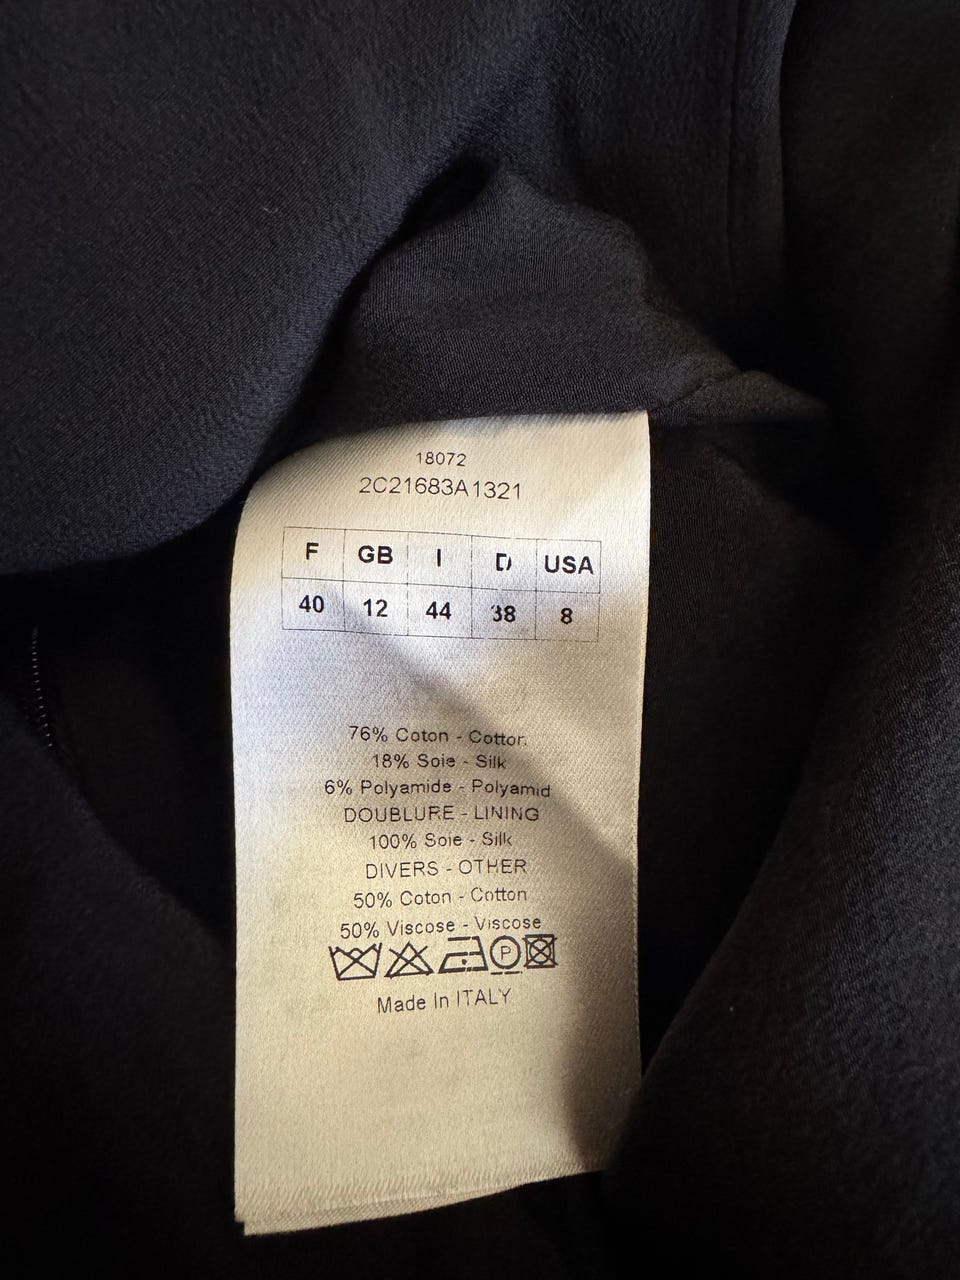 18072
2C21683A1321
F GB I D USA
40 12 44 38 8
76% Coton - Cotton
18% Soie - Silk
6% Polyamide - Polyamid
DOUBLURE - LINING
100% Soie - Silk
DIVERS - OTHER
50% Coton - Cotton
50% Viscose - Viscose
P
Made In ITALY